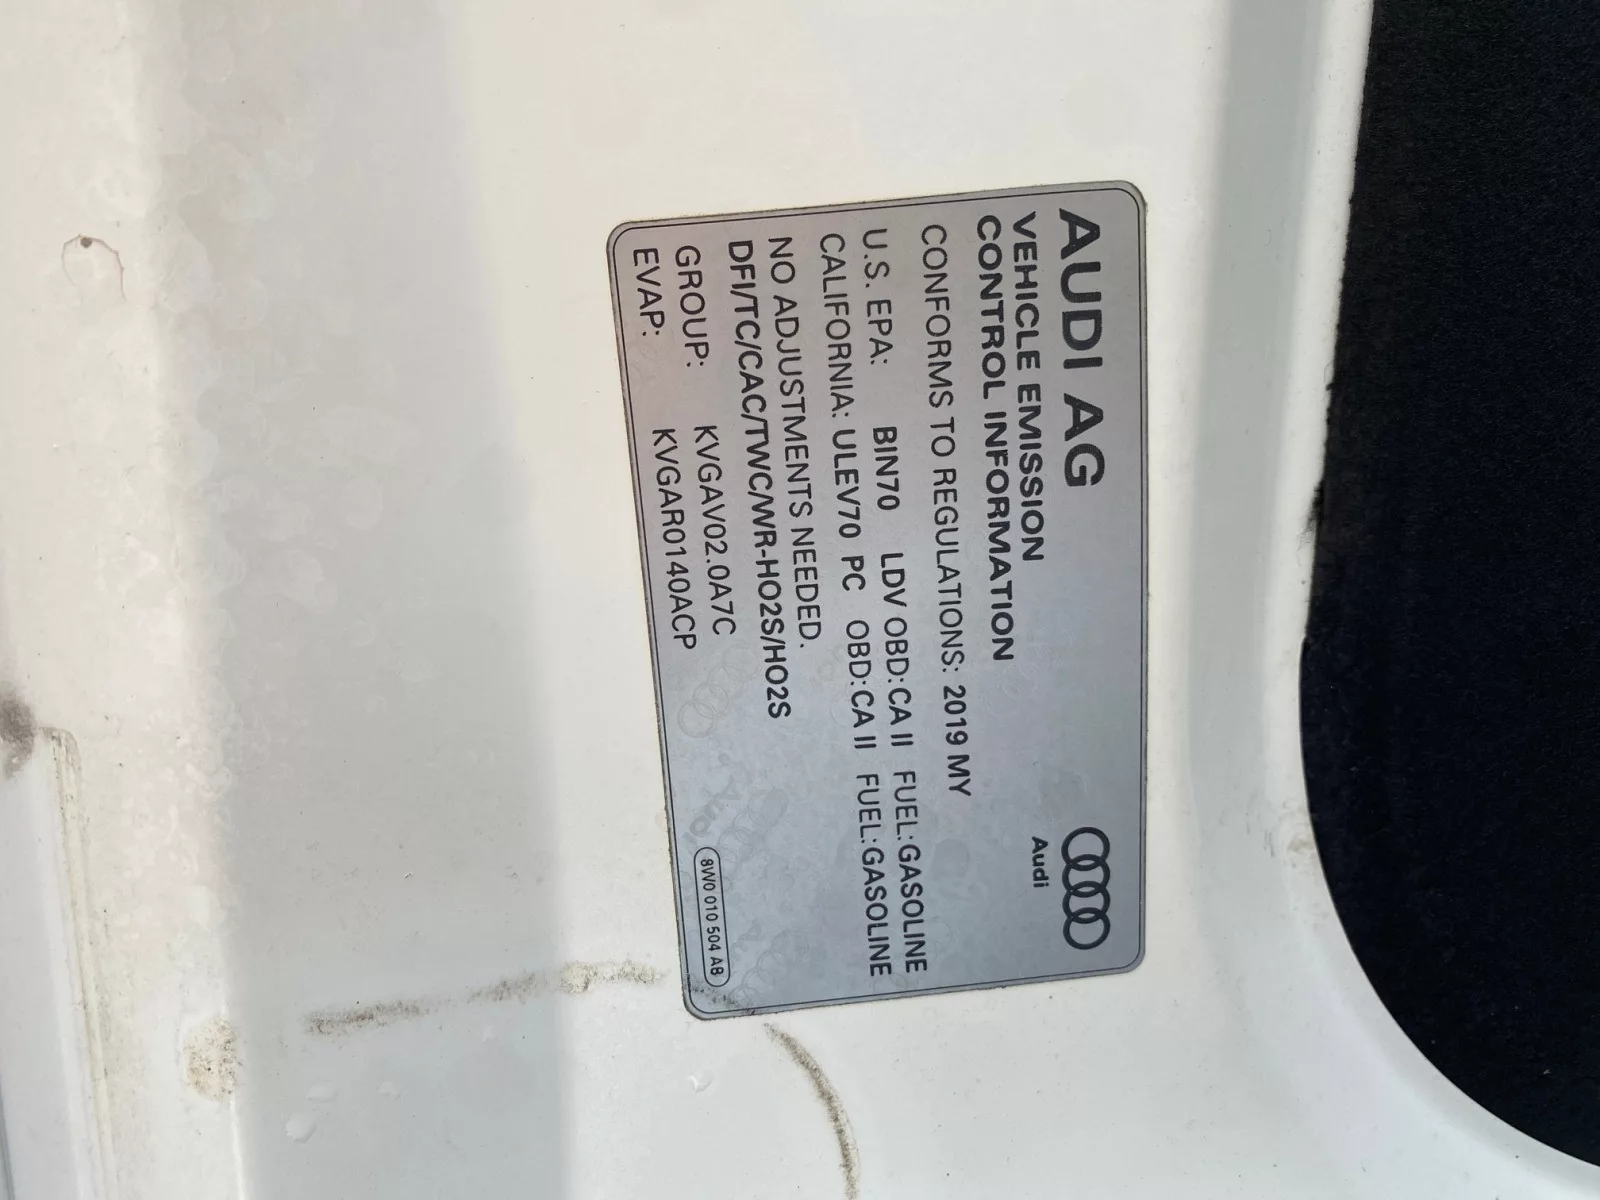 AUDI AG
VEHICLE EMISSION
CONTROL INFORMATION
Audi
CONFORMS TO REGULATIONS: 2019 MY
U.S. EPA: BIN70 LDV OBD:CA II FUEL:GASOLINE
CALIFORNIA: ULEV70 PC OBD:CA II FUEL:GASOLINE
NO ADJUSTMENTS NEEDED.
DFI/TC/CAC/TWC/WR-HO2S/HO2S
GROUP: KVGAV02.0A7C
EVAP: KVGAR0140ACP
8W0 010 504 AB